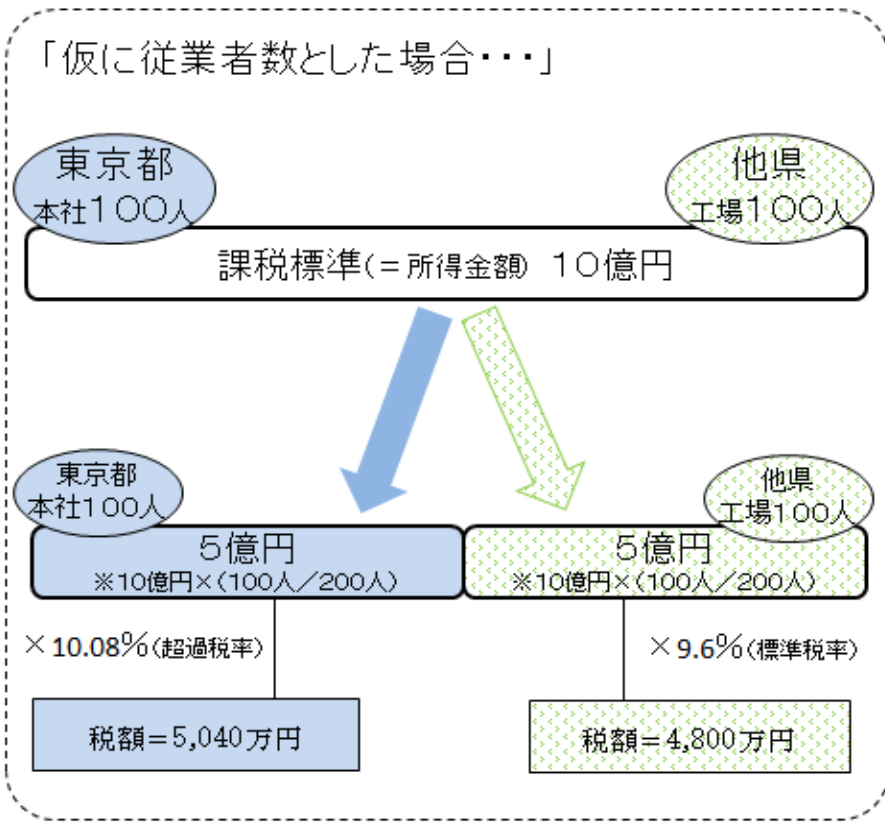 「仮に従業者数とした場合・・・」
東京都
本社100人
他県
工場100人
課税標準(=所得金額) 10億円
東京都
本社100人
他県
工場100人
5億円
※10億円×(100人/200人)
5億円
※10億円×(100人/200人)
×10.08%(超過税率)
×9.6%(標準税率)
税額=5,040万円
税額=4,800万円